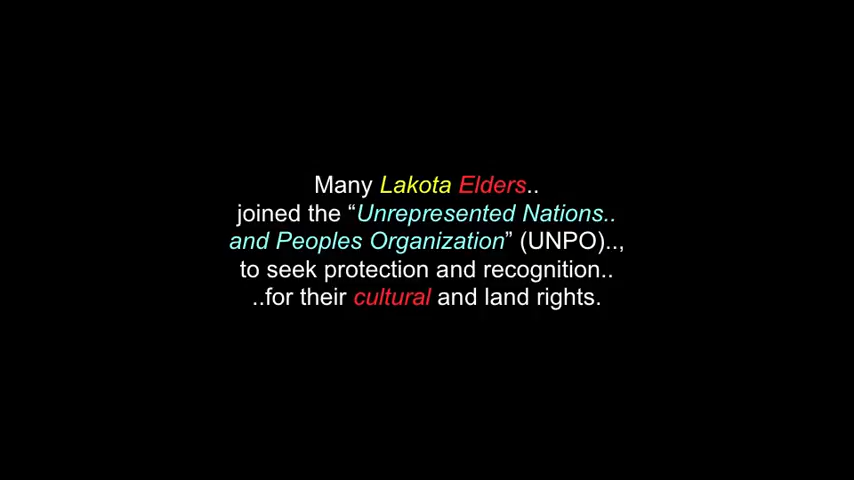 Many Lakota Elders..
joined the “Unrepresented Nations..
and Peoples Organization” (UNPO)..,
to seek protection and recognition..
..for their cultural and land rights.